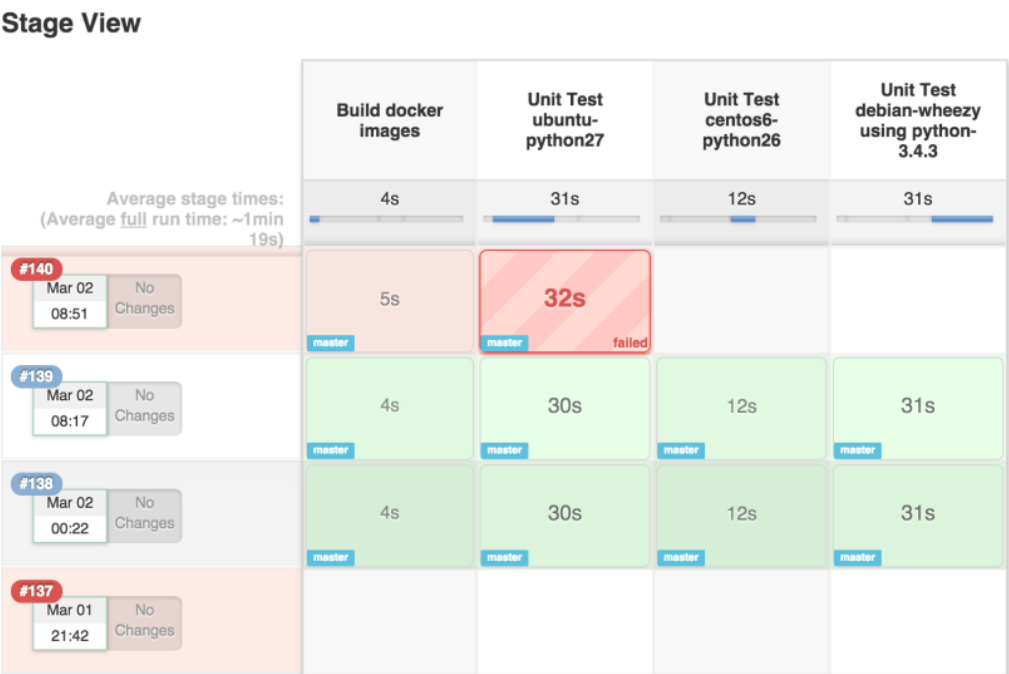 Stage View
Build docker
images
Unit Test
ubuntu-
python27
Unit Test
centos6-
python26
Unit Test
debian-wheezy
using python-
3.4.3
Average stage times:
(Average full run time: ~1min
19s)
4s
31s
12s
31s
#140
Mar 02
08:51
No
Changes
5s
master
32s
master
failed
#139
Mar 02
08:17
No
Changes
4s
master
30s
master
12s
master
31s
master
#138
Mar 02
00:22
No
Changes
4s
master
30s
master
12s
master
31s
master
#137
Mar 01
21:42
No
Changes